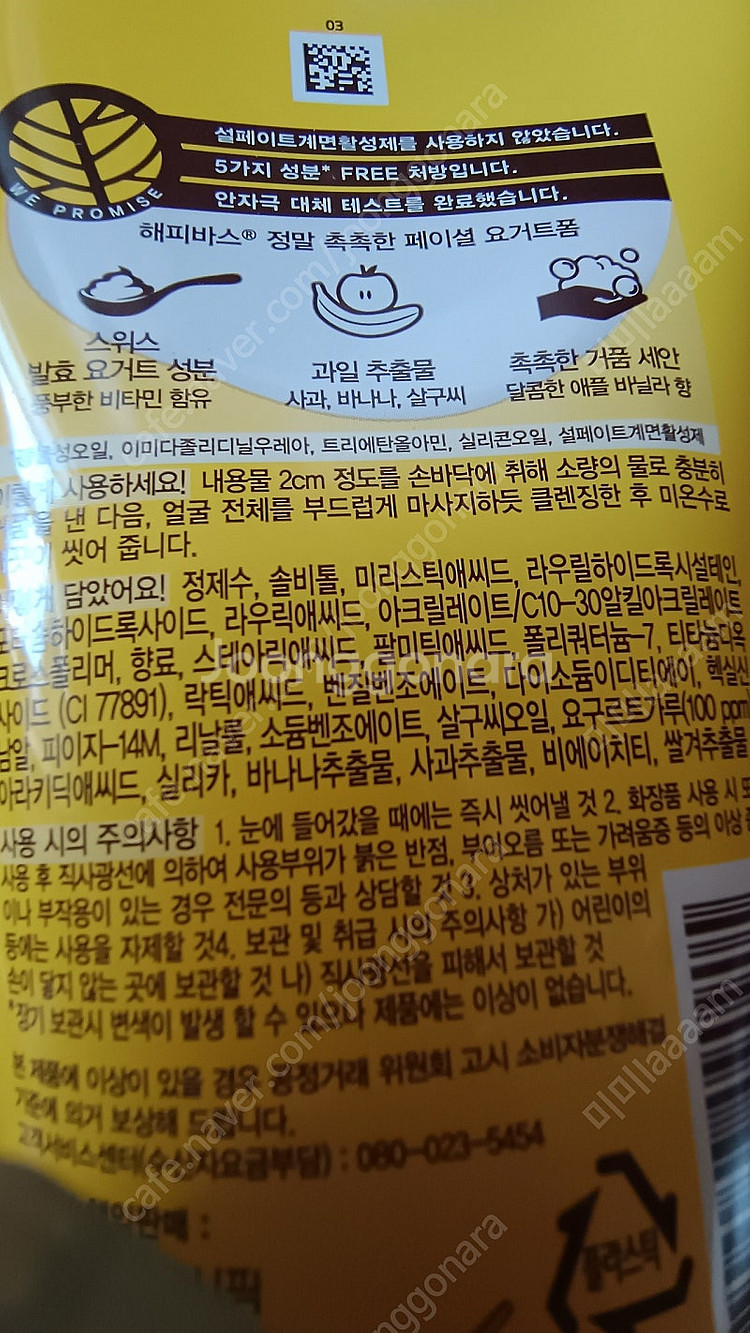 03
설페이트계면활성제를 사용하지 않았습니다.
5가지 성분* FREE 처방입니다.
안자극 대체 테스트를 완료했습니다.
WE PROMISE
해피바스® 정말 촉촉한 페이셜 요거트폼
스위스
발효 요거트 성분
풍부한 비타민 함유
과일 추출물
사과, 바나나, 살구씨
촉촉한 거품 세안
달콤한 애플 바닐라 향
이미다졸리디닐우레아, 트리에탄올아민, 실리콘오일, 설페이트계면활성제
사용하세요! 내용물 2cm 정도를 손바닥에 취해 소량의 물로 충분히
낸 다음, 얼굴 전체를 부드럽게 마사지하듯 클렌징한 후 미온수로
씻어 줍니다.
담았어요! 정제수, 솔비톨, 미리스틱애씨드, 라우릴하이드록시설테인,
하이드록사이드, 라우릭애씨드, 아크릴레이트/C10-30알킬아크릴레이트
크로스폴리머, 향료, 스테아릭애씨드, 팔미틱애씨드, 폴리쿼터늄-7, 티타늄디옥
사이드 (CI 77891), 락틱애씨드, 벤질벤조에이트, 다이소듐이디티에이, 헥실신
남알, 피이지-14M, 리날룰, 소듐벤조에이트, 살구씨오일, 요구르트가루(100 ppm
아라키딕애씨드, 실리카, 바나나추출물, 사과추출물, 비에이치티, 쌀겨추출물
사용 시의 주의사항 1. 눈에 들어갔을 때에는 즉시 씻어낼 것 2. 화장품 사용 시 또
사용 후 직사광선에 의하여 사용부위가 붉은 반점, 부어오름 또는 가려움증 등의 이상
이나 부작용이 있는 경우 전문의 등과 상담할 것 3. 상처가 있는 부위
등에는 사용을 자제할 것4. 보관 및 취급 시의 주의사항 가) 어린이의
손이 닿지 않는 곳에 보관할 것 나) 직사광선을 피해서 보관할 것
*장기 보관시 변색이 발생 할 수 있으나 제품에는 이상이 없습니다.
본 제품에 이상이 있을 경우 공정거래 위원회 고시 소비자분쟁해결
기준에 의거 보상해 드립니다.
고객서비스센터(수신자요금부담) : 080-023-5454
플라스틱
Joonggonara
cafe.naver.com/joonggonara